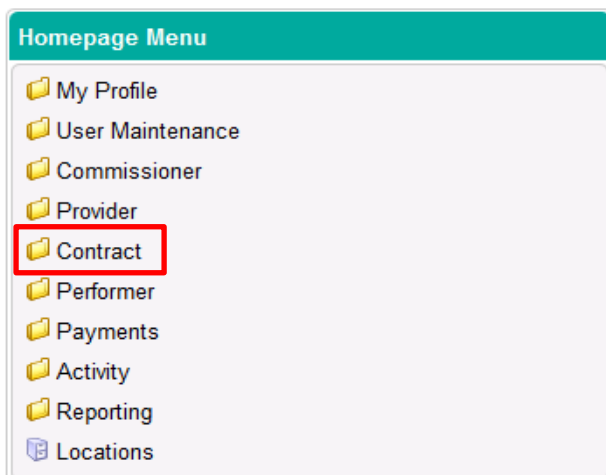 Homepage Menu
My Profile
User Maintenance
Commissioner
Provider
Contract
Performer
Payments
Activity
Reporting
Locations